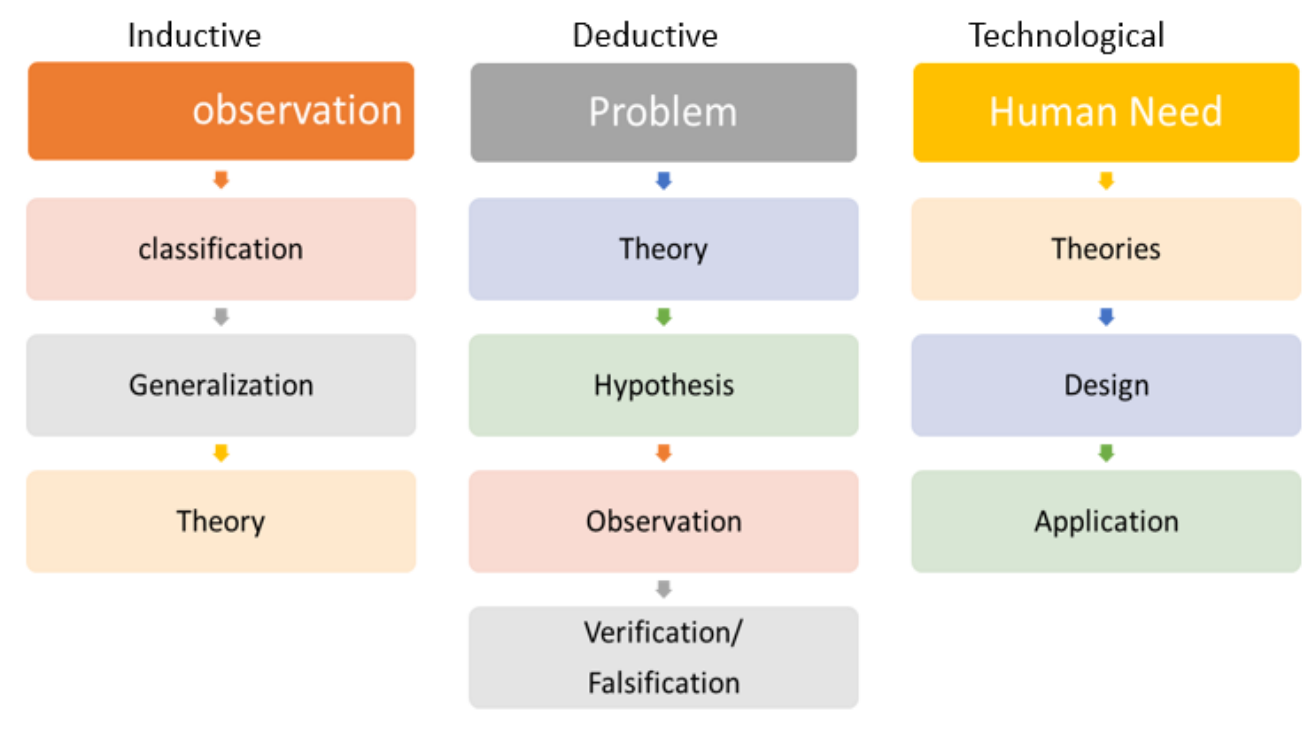 Inductive
observation
classification
Generalization
Theory
Deductive
Problem
Theory
Hypothesis
Observation
Verification/
Falsification
Technological
Human Need
Theories
Design
Application